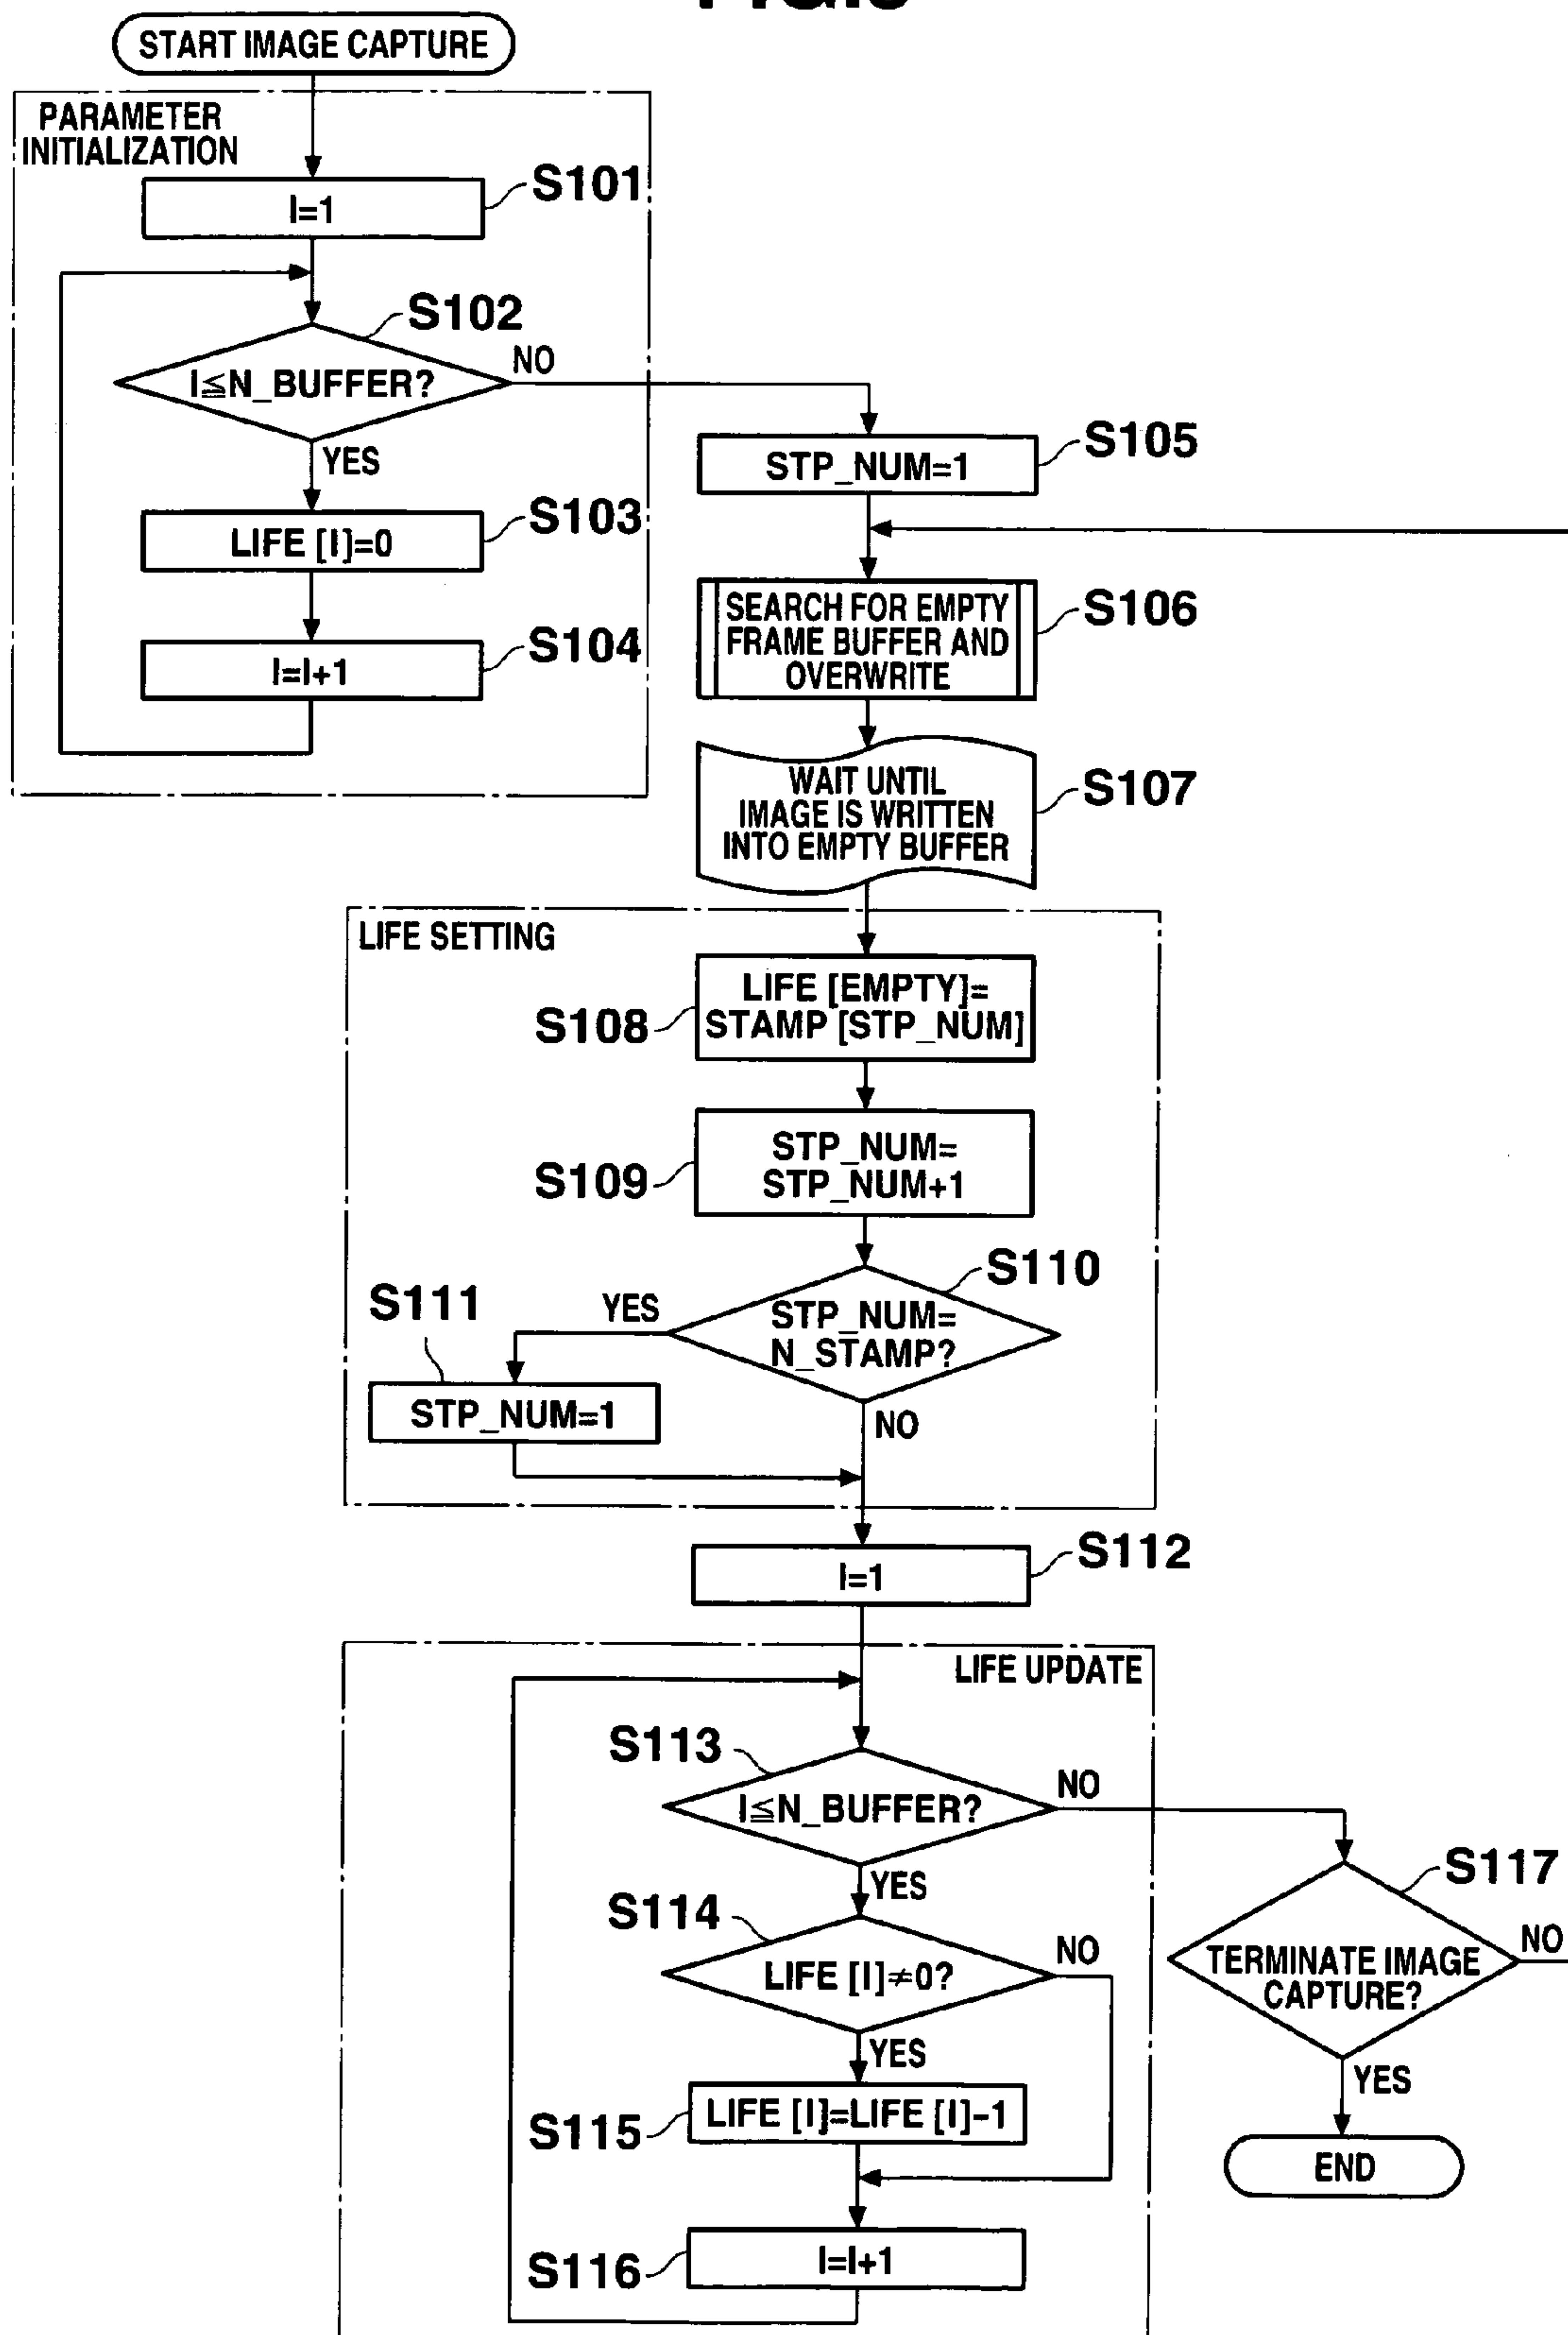 START IMAGE CAPTURE
PARAMETER
INITIALIZATION
S101
I=1
S102
I≦N_BUFFER?
NO
YES
S103
LIFE [I]=0
S104
I=I+1
S105
STP_NUM=1
S106
SEARCH FOR EMPTY
FRAME BUFFER AND
OVERWRITE
S107
WAIT UNTIL
IMAGE IS WRITTEN
INTO EMPTY BUFFER
LIFE SETTING
S108
LIFE [EMPTY]=
STAMP [STP_NUM]
S109
STP_NUM=
STP_NUM+1
S110
STP_NUM=
N_STAMP?
YES
NO
S111
STP_NUM=1
S112
I=1
LIFE UPDATE
S113
I≦N_BUFFER?
NO
YES
S114
LIFE [I]≠0?
NO
YES
S115
LIFE [I]=LIFE [I]-1
S116
I=I+1
S117
TERMINATE IMAGE
CAPTURE?
NO
YES
END